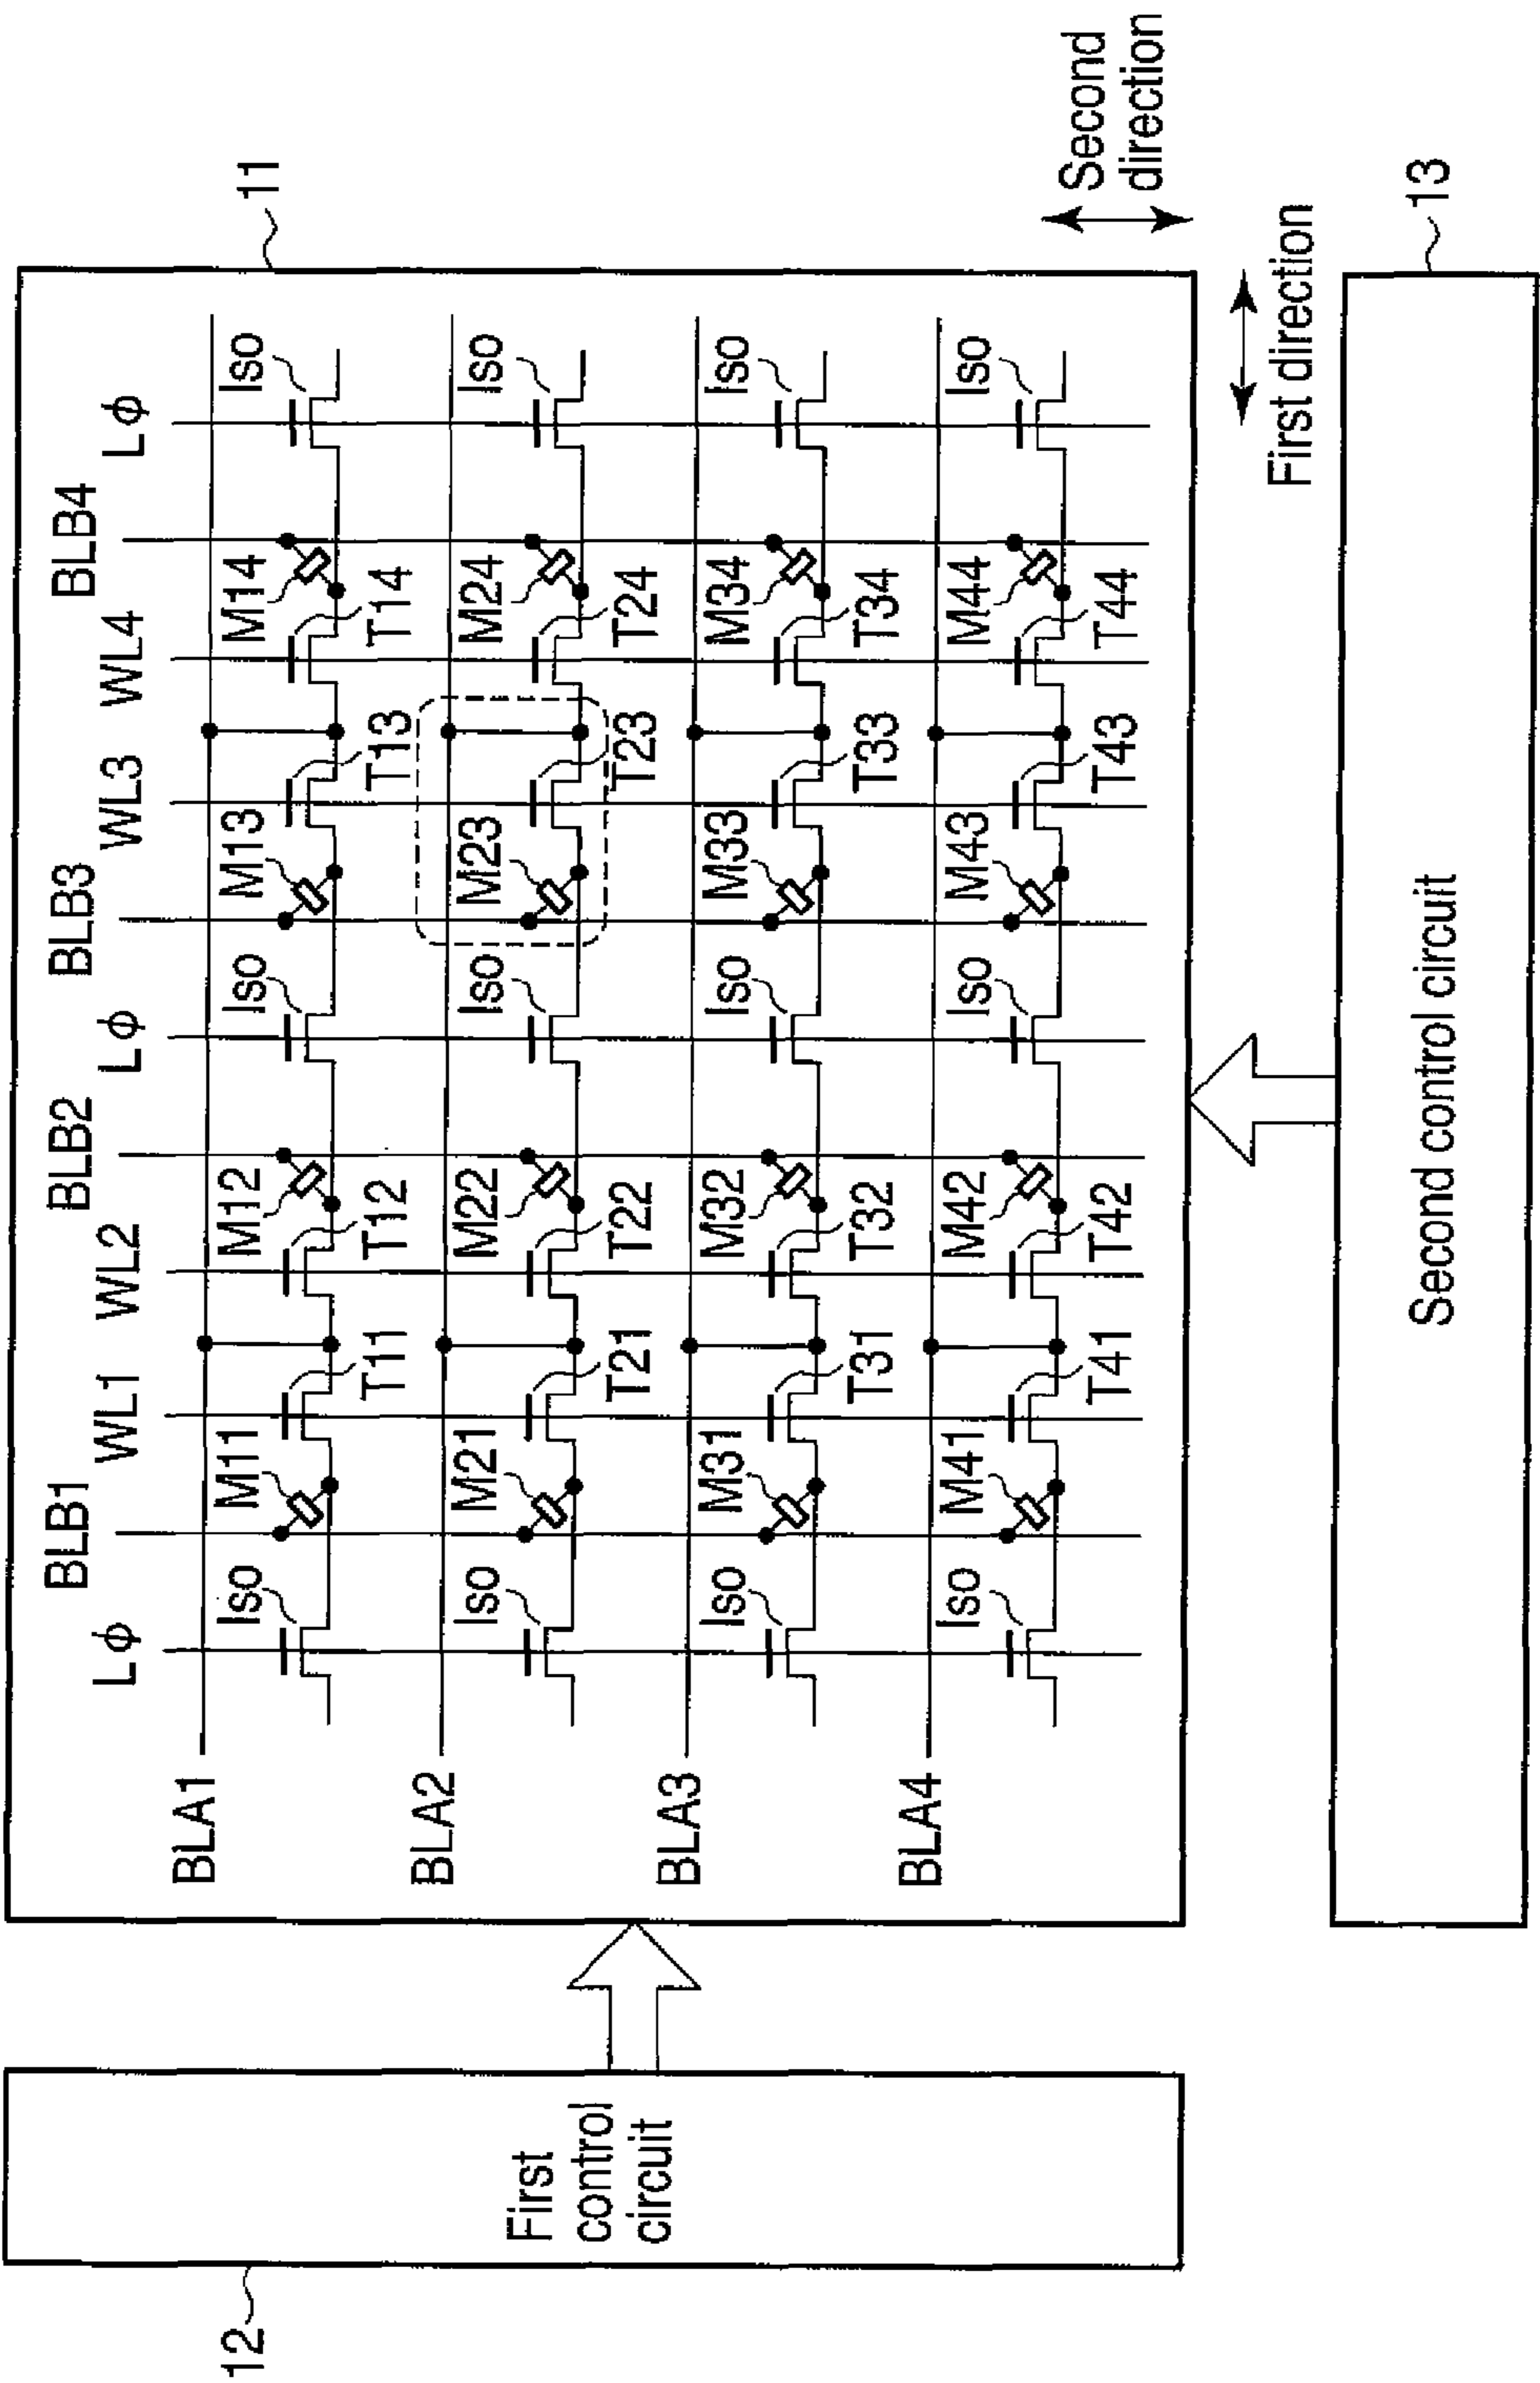 11
BLB1
BLB2
BLB3
BLB4
Lφ
WL1
WL2
Lφ
WL3
WL4
Lφ
BLA1
Iso
M11
T11
M12
T12
Iso
M13
T13
M14
T14
Iso
BLA2
Iso
M21
T21
M22
T22
Iso
M23
T23
M24
T24
Iso
BLA3
Iso
M31
T31
M32
T32
Iso
M33
T33
M34
T34
Iso
BLA4
Iso
M41
T41
M42
T42
Iso
M43
T43
M44
T44
Iso
12
First
control
circuit
Second
direction
First direction
13
Second control circuit